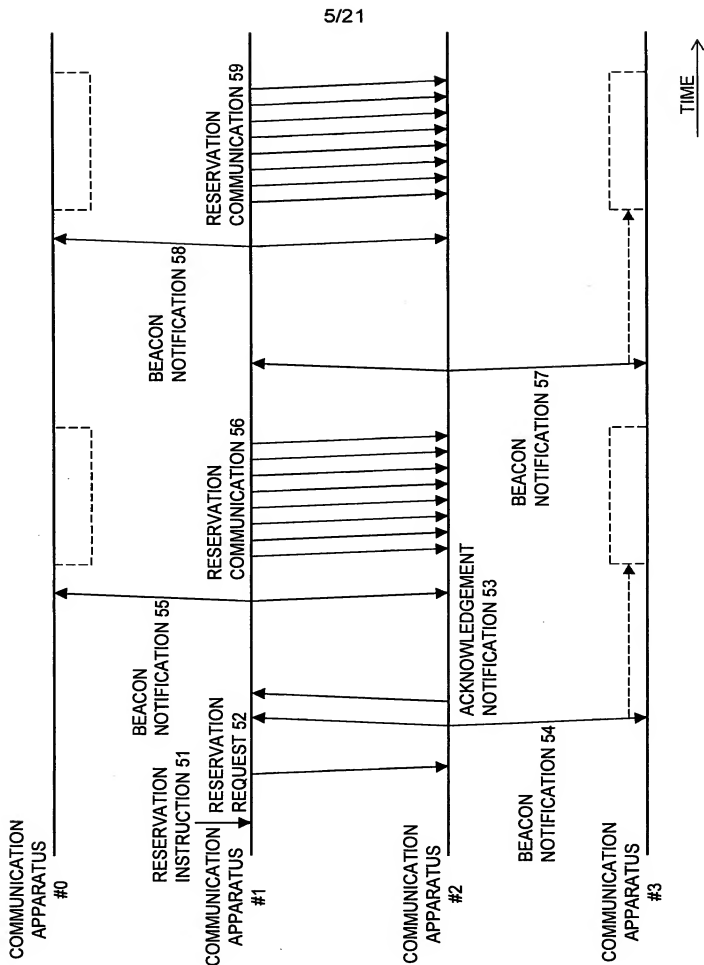 5/21
COMMUNICATION
APPARATUS
#0
RESERVATION
INSTRUCTION 51
COMMUNICATION
APPARATUS
#1
RESERVATION
REQUEST 52
COMMUNICATION
APPARATUS
#2
COMMUNICATION
APPARATUS
#3
ACKNOWLEDGEMENT
NOTIFICATION 53
BEACON
NOTIFICATION 54
BEACON
NOTIFICATION 55
RESERVATION
COMMUNICATION 56
BEACON
NOTIFICATION 57
BEACON
NOTIFICATION 58
RESERVATION
COMMUNICATION 59
TIME